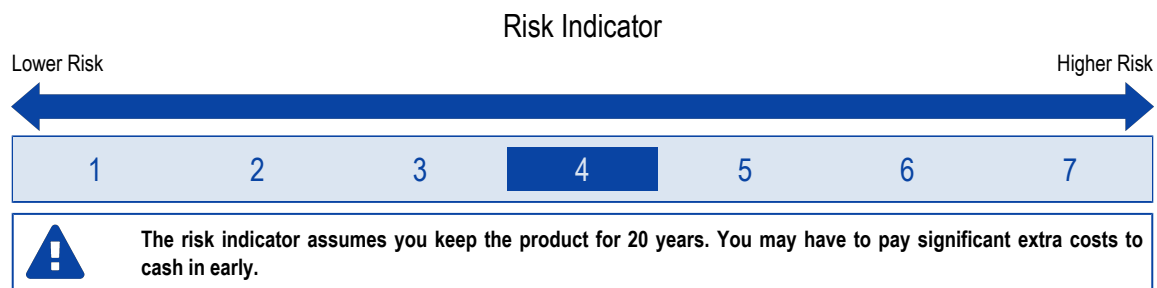 Risk Indicator
Lower Risk
Higher Risk
1 2 3 4 5 6 7
The risk indicator assumes you keep the product for 20 years. You may have to pay significant extra costs to
cash in early.